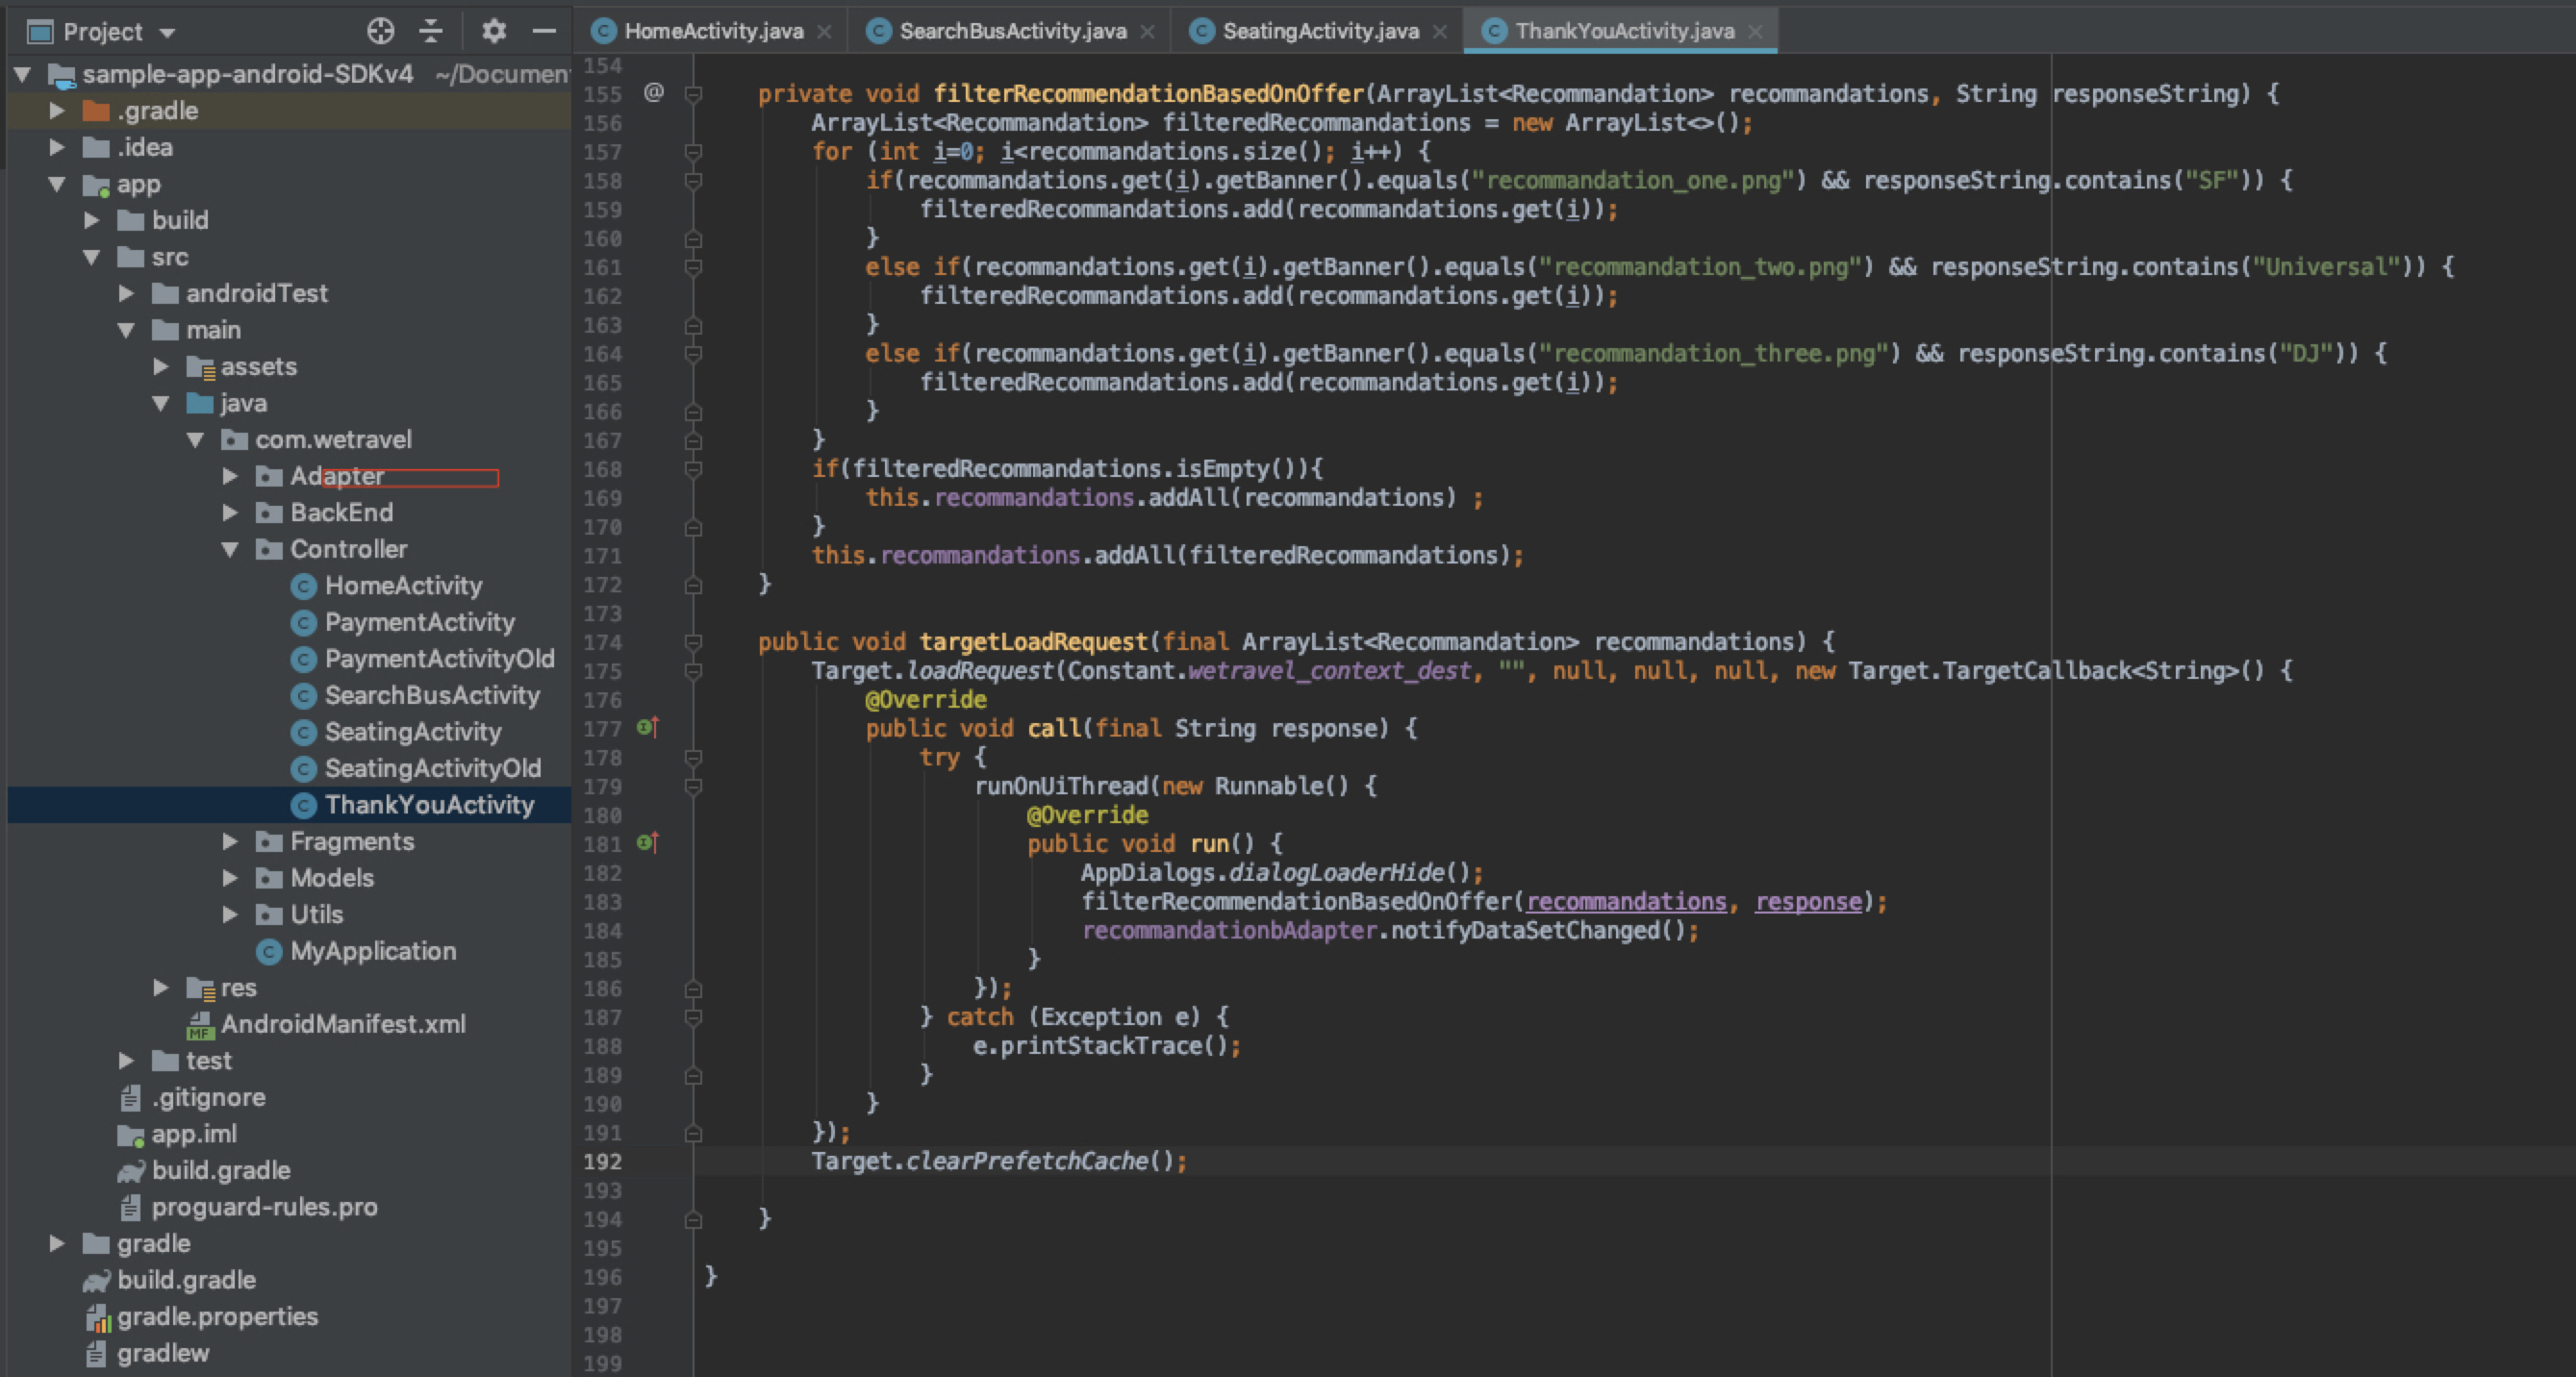 Project
sample-app-android-SDKv4 ~/Documen
.gradle
.idea
app
build
src
androidTest
main
assets
java
com.wetravel
Adapter
BackEnd
Controller
HomeActivity
PaymentActivity
PaymentActivityOld
SearchBusActivity
SeatingActivity
SeatingActivityOld
ThankYouActivity
Fragments
Models
Utils
MyApplication
res
AndroidManifest.xml
test
.gitignore
app.iml
build.gradle
proguard-rules.pro
gradle
build.gradle
gradle.properties
gradlew
HomeActivity.java SearchBusActivity.java SeatingActivity.java ThankYouActivity.java
154
155 @ private void filterRecommendationBasedOnOffer(ArrayList<Recommandation> recommandations, String responseString) {
156 ArrayList<Recommandation> filteredRecommandations = new ArrayList<>();
157 for (int i=0; i<recommandations.size(); i++) {
158 if(recommandations.get(i).getBanner().equals("recommandation_one.png") && responseString.contains("SF")) {
159 filteredRecommandations.add(recommandations.get(i));
160 }
161 else if(recommandations.get(i).getBanner().equals("recommandation_two.png") && responseString.contains("Universal")) {
162 filteredRecommandations.add(recommandations.get(i));
163 }
164 else if(recommandations.get(i).getBanner().equals("recommandation_three.png") && responseString.contains("DJ")) {
165 filteredRecommandations.add(recommandations.get(i));
166 }
167 }
168 if(filteredRecommandations.isEmpty()){
169 this.recommandations.addAll(recommandations) ;
170 }
171 this.recommandations.addAll(filteredRecommandations);
172 }
173
174 public void targetLoadRequest(final ArrayList<Recommandation> recommandations) {
175 Target.loadRequest(Constant.wetravel_context_dest, "", null, null, null, new Target.TargetCallback<String>() {
176 @Override
177 public void call(final String response) {
178 try {
179 runOnUiThread(new Runnable() {
180 @Override
181 public void run() {
182 AppDialogs.dialogLoaderHide();
183 filterRecommendationBasedOnOffer(recommandations, response);
184 recommandationbAdapter.notifyDataSetChanged();
185 }
186 });
187 } catch (Exception e) {
188 e.printStackTrace();
189 }
190 }
191 });
192 Target.clearPrefetchCache();
193
194 }
195
196 }
197
198
199